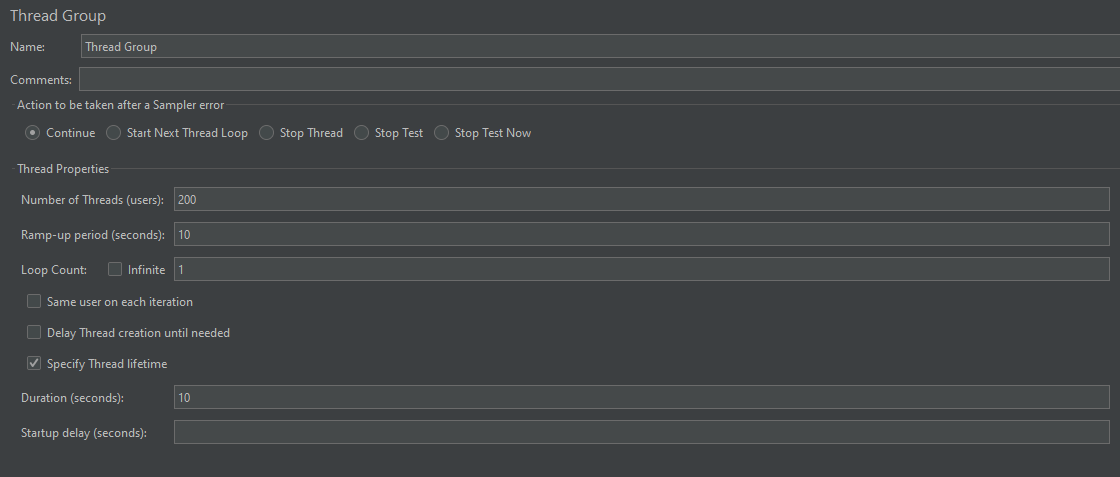 Thread Group
Name: Thread Group
Comments:
Action to be taken after a Sampler error
Continue Start Next Thread Loop Stop Thread Stop Test Stop Test Now
Thread Properties
Number of Threads (users): 200
Ramp-up period (seconds): 10
Loop Count: Infinite 1
Same user on each iteration
Delay Thread creation until needed
Specify Thread lifetime
Duration (seconds): 10
Startup delay (seconds):